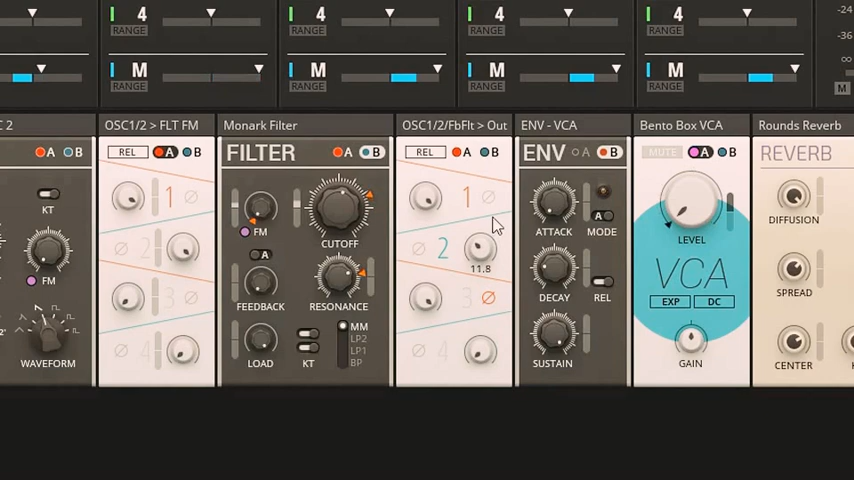 4 4 4 4 -24
RANGE RANGE RANGE RANGE -36
M M M M ∞
RANGE RANGE RANGE RANGE M
C 2 OSC1/2 > FLT FM Monark Filter OSC1/2/FbFlt > Out ENV - VCA Bento Box VCA Rounds Reverb
A B REL A FILTER A B REL A B ENV A B MUTE A B REVERB
KT 1 FM CUTOFF 1 ATTACK A MODE LEVEL DIFFUSION
FM 2 A 2 11.8 VCA
FEEDBACK RESONANCE DECAY REL EXP DC SPREAD
3 MM 3
2' LP2
WAVEFORM 4 LOAD KT LP1 4 SUSTAIN GAIN CENTER
BP